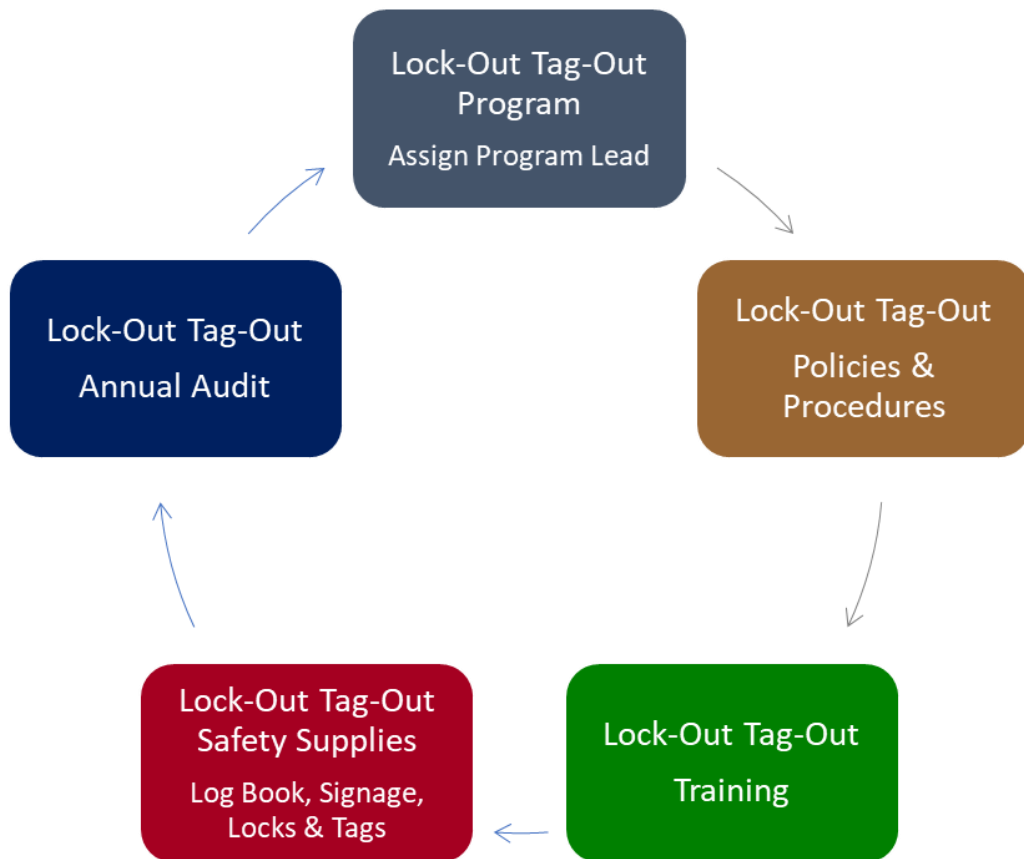 Lock-Out Tag-Out
Program
Assign Program Lead
Lock-Out Tag-Out
Policies &
Procedures
Lock-Out Tag-Out
Training
Lock-Out Tag-Out
Safety Supplies
Log Book, Signage,
Locks & Tags
Lock-Out Tag-Out
Annual Audit